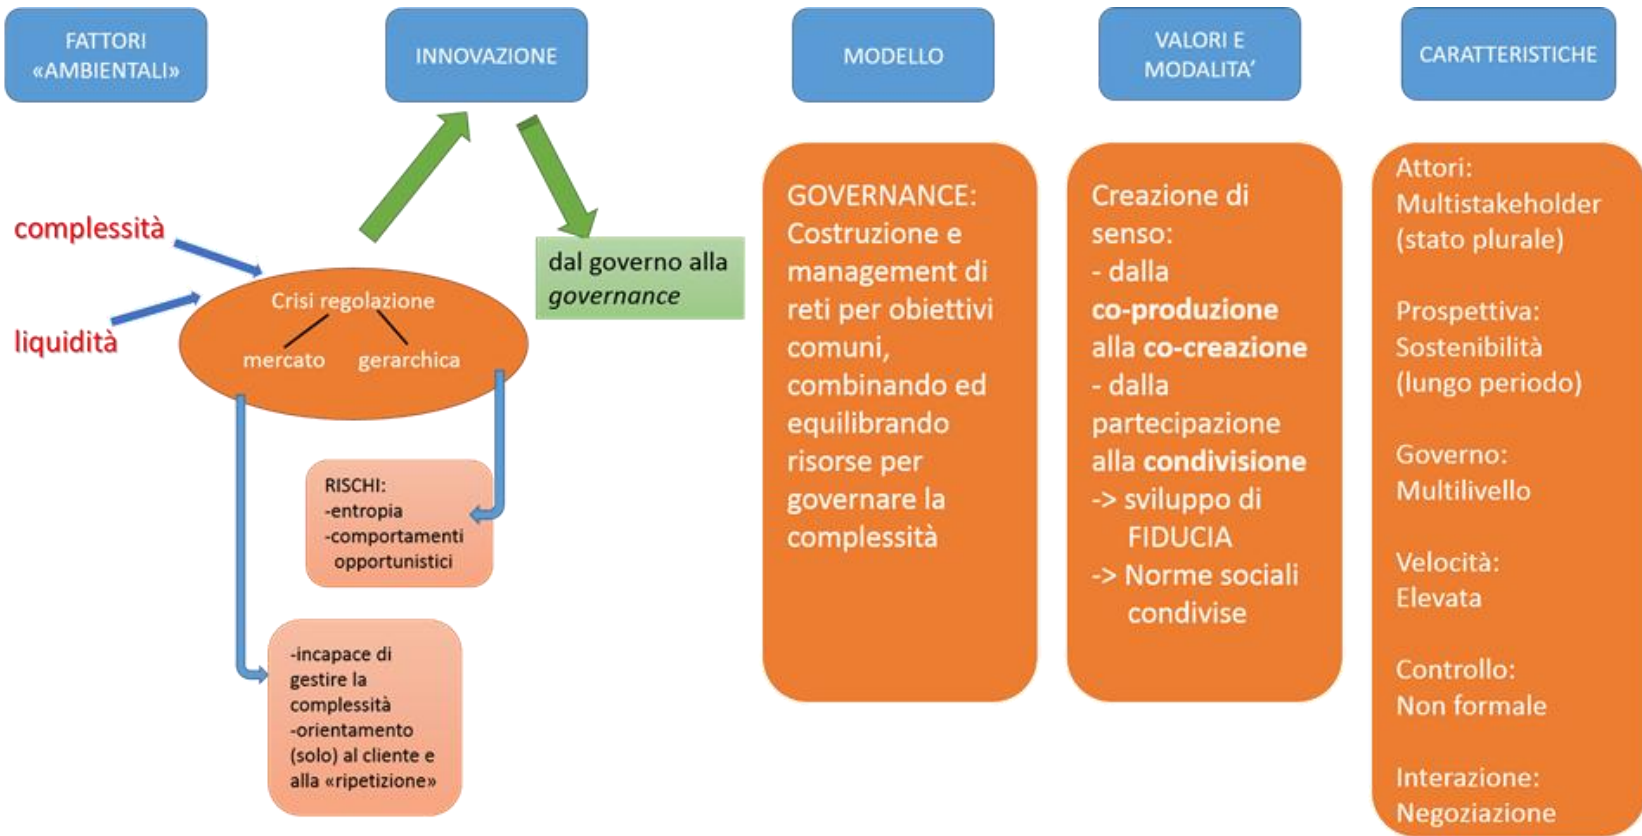 FATTORI
«AMBIENTALI»
INNOVAZIONE
MODELLO
VALORI E
MODALITA’
CARATTERISTICHE
complessità
liquidità
Crisi regolazione
mercato
gerarchica
dal governo alla
governance
RISCHI:
-entropia
-comportamenti
opportunistici
-incapace di
gestire la
complessità
-orientamento
(solo) al cliente e
alla «ripetizione»
GOVERNANCE:
Costruzione e
management di
reti per obiettivi
comuni,
combinando ed
equilibrando
risorse per
governare la
complessità
Creazione di
senso:
- dalla
co-produzione
alla co-creazione
- dalla
partecipazione
alla condivisione
-> sviluppo di
FIDUCIA
-> Norme sociali
condivise
Attori:
Multistakeholder
(stato plurale)
Prospettiva:
Sostenibilità
(lungo periodo)
Governo:
Multilivello
Velocità:
Elevata
Controllo:
Non formale
Interazione:
Negoziazione